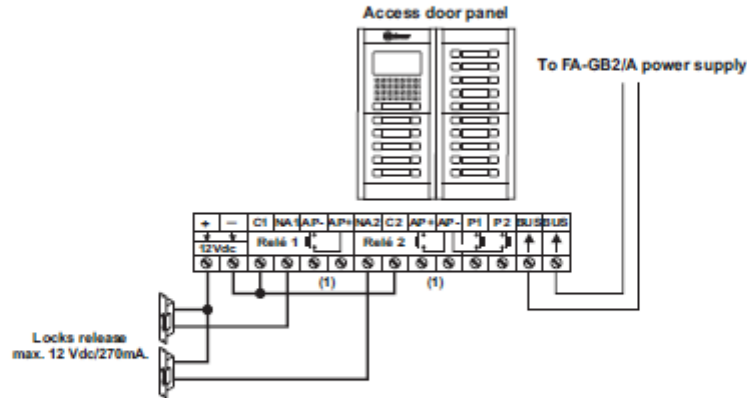 Access door panel
To FA-GB2/A power supply
+ – C1 NA1 AP- AP+ NA2 C2 AP+ AP- P1 P2 BUS BUS
12Vdc Relé 1 Relé 2
(1) (1)
Locks release
max. 12 Vdc/270mA.